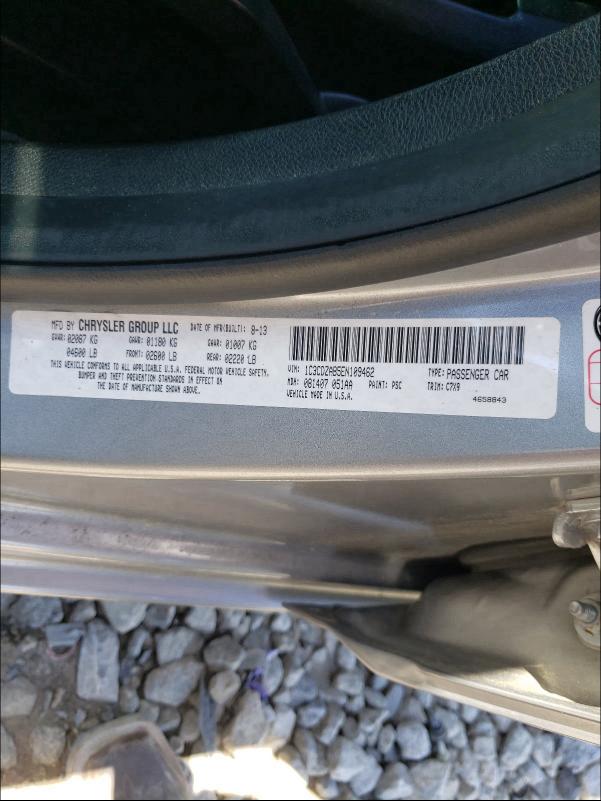 MFD BY CHRYSLER GROUP LLC DATE OF MFR(BUILT): 8-13
GVWR: 02087 KG GAWR: 01180 KG GAWR: 01007 KG
04600 LB FRONT: 02600 LB REAR: 02220 LB
THIS VEHICLE CONFORMS TO ALL APPLICABLE U.S.A. FEDERAL MOTOR VEHICLE SAFETY,
BUMPER AND THEFT PREVENTION STANDARDS IN EFFECT ON
THE DATE OF MANUFACTURE SHOWN ABOVE.
VIN: 1C3CDZAB5EN109462 TYPE: PASSENGER CAR
MDH: 081407 051AA PAINT: PSC TRIM: C7X9
VEHICLE MADE IN U.S.A. 4658843